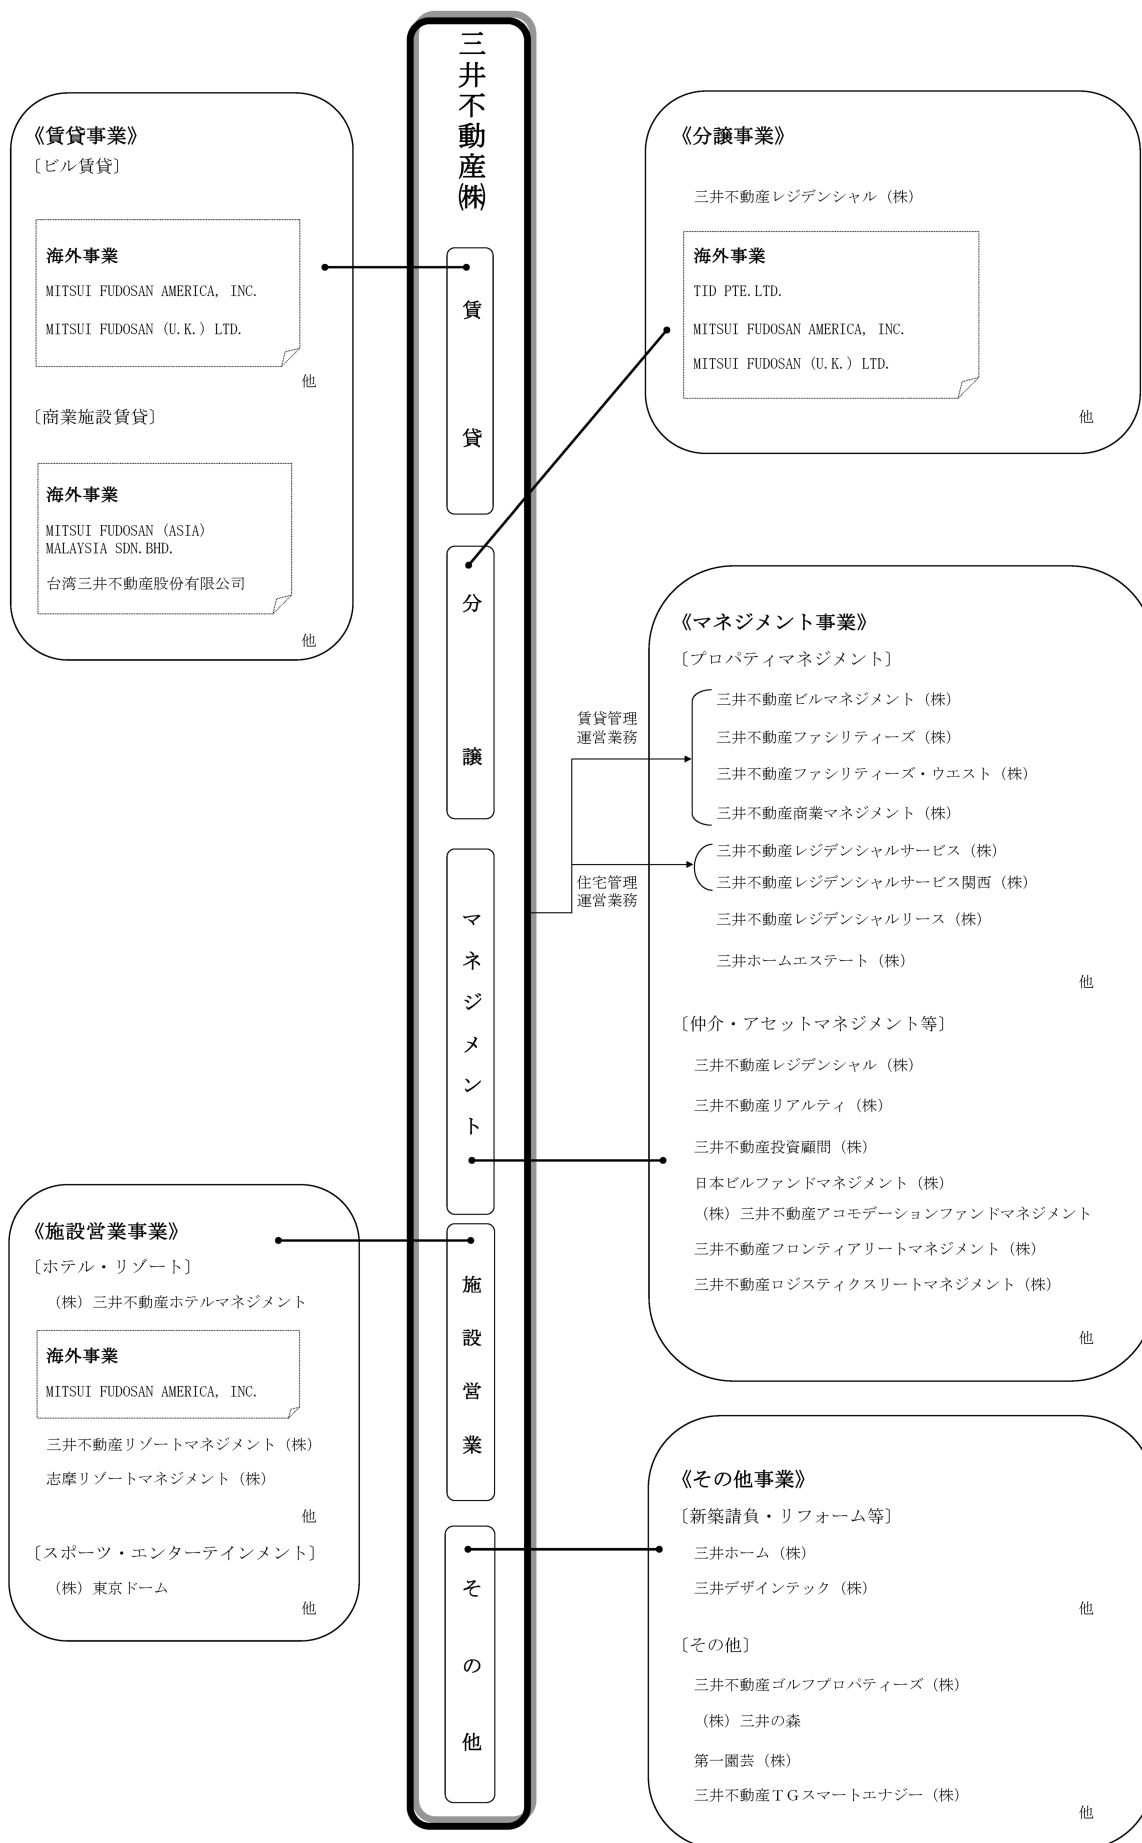 三井不動産㈱
賃貸
分譲
マネジメント
施設営業
その他
《賃貸事業》
〔ビル賃貸〕
海外事業
MITSUI FUDOSAN AMERICA, INC.
MITSUI FUDOSAN (U.K.) LTD.
他
〔商業施設賃貸〕
海外事業
MITSUI FUDOSAN (ASIA)
MALAYSIA SDN.BHD.
台湾三井不動産股份有限公司
他
《分譲事業》
三井不動産レジデンシャル（株）
海外事業
TID PTE.LTD.
MITSUI FUDOSAN AMERICA, INC.
MITSUI FUDOSAN (U.K.) LTD.
他
賃貸管理
運営業務
住宅管理
運営業務
《マネジメント事業》
〔プロパティマネジメント〕
三井不動産ビルマネジメント（株）
三井不動産ファシリティーズ（株）
三井不動産ファシリティーズ・ウエスト（株）
三井不動産商業マネジメント（株）
三井不動産レジデンシャルサービス（株）
三井不動産レジデンシャルサービス関西（株）
三井不動産レジデンシャルリース（株）
三井ホームエステート（株）
他
〔仲介・アセットマネジメント等〕
三井不動産レジデンシャル（株）
三井不動産リアルティ（株）
三井不動産投資顧問（株）
日本ビルファンドマネジメント（株）
（株）三井不動産アコモデーションファンドマネジメント
三井不動産フロンティアリートマネジメント（株）
三井不動産ロジスティクスリートマネジメント（株）
他
《施設営業事業》
〔ホテル・リゾート〕
（株）三井不動産ホテルマネジメント
海外事業
MITSUI FUDOSAN AMERICA, INC.
三井不動産リゾートマネジメント（株）
志摩リゾートマネジメント（株）
他
〔スポーツ・エンターテインメント〕
（株）東京ドーム
他
《その他事業》
〔新築請負・リフォーム等〕
三井ホーム（株）
三井デザインテック（株）
他
〔その他〕
三井不動産ゴルフプロパティーズ（株）
（株）三井の森
第一園芸（株）
三井不動産ＴＧスマートエナジー（株）
他